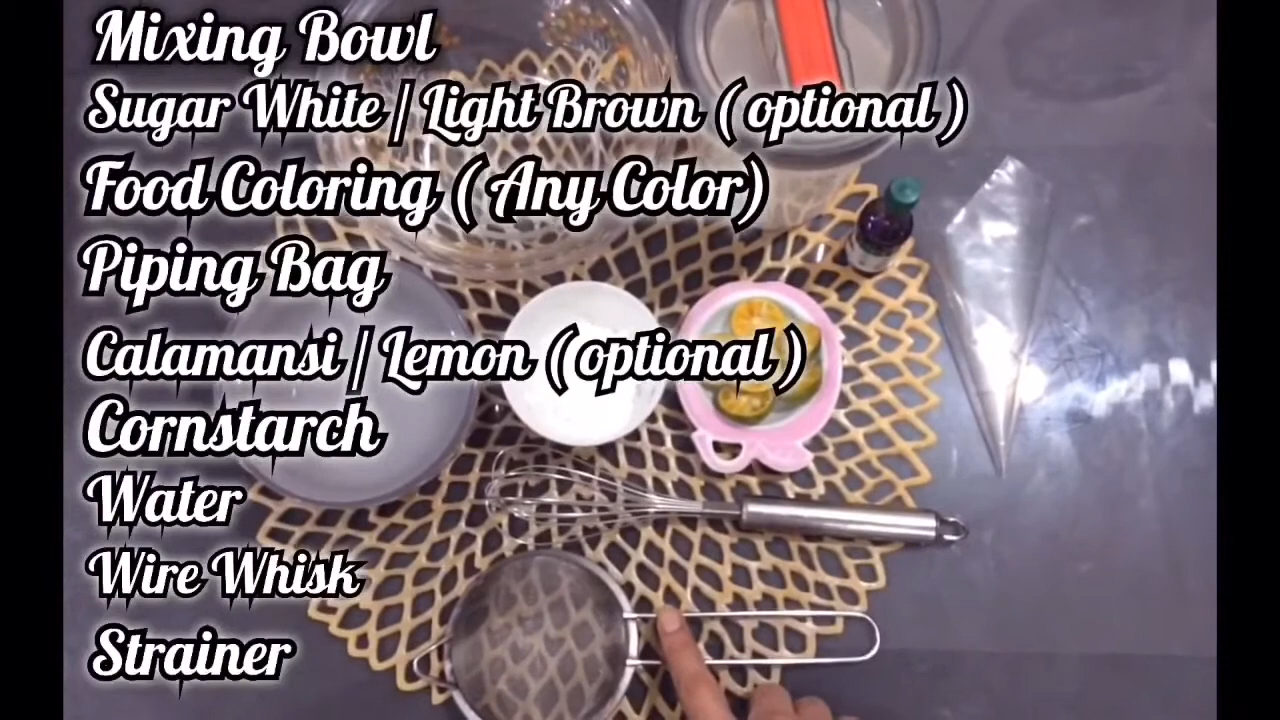 Mixing Bowl
Sugar White / Light Brown ( optional )
Food Coloring ( Any Color)
Piping Bag
Calamansi / Lemon (optional )
Cornstarch
Water
Wire Whisk
Strainer